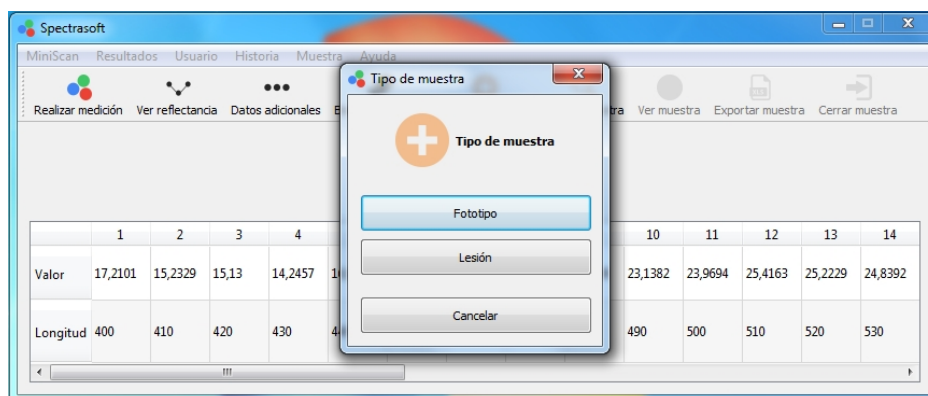 Spectrasoft
MiniScan Resultados Usuario Historia Muestra Ayuda
Tipo de muestra
Realizar medición Ver reflectancia Datos adicionales Ver muestra Exportar muestra Cerrar muestra
Tipo de muestra
Fototipo
Lesión
Cancelar
1 2 3 4 10 11 12 13 14
Valor 17,2101 15,2329 15,13 14,2457 23,1382 23,9694 25,4163 25,2229 24,8392
Longitud 400 410 420 430 490 500 510 520 530